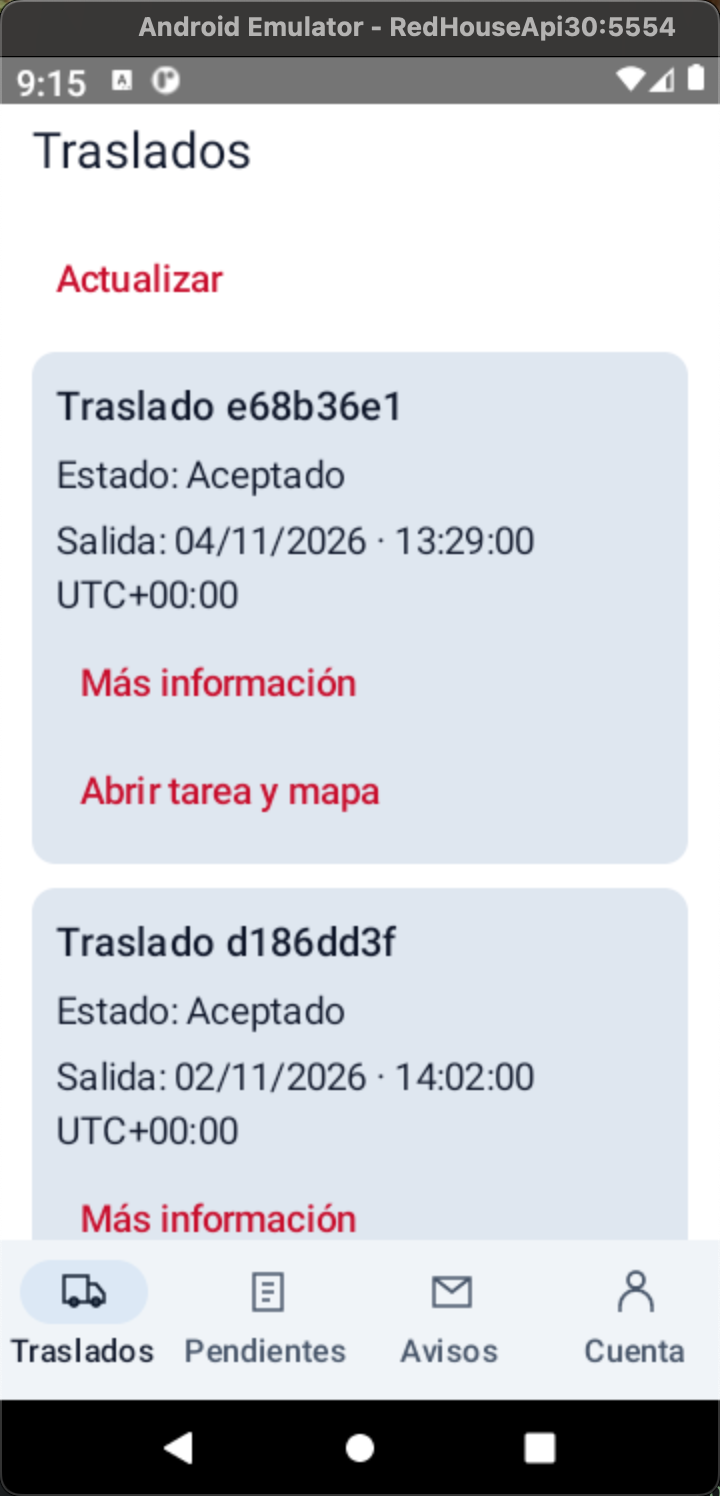 Android Emulator - RedHouseApi30:5554
9:15
Traslados
Actualizar
Traslado e68b36e1
Estado: Aceptado
Salida: 04/11/2026 · 13:29:00
UTC+00:00
Más información
Abrir tarea y mapa
Traslado d186dd3f
Estado: Aceptado
Salida: 02/11/2026 · 14:02:00
UTC+00:00
Más información
Traslados Pendientes Avisos Cuenta